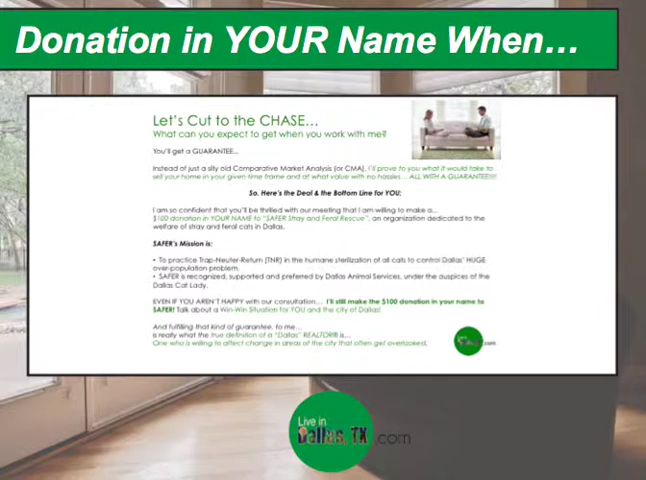 Donation in YOUR Name When...
Let's Cut to the CHASE...
What can you expect to get when you work with me?
You'll get a GUARANTEE...
Instead of just a silly old Comparative Market Analysis (or CMA), I'll prove to you what it would take to
sell your home in your given time frame and at what value with no hassles... ALL WITH A GUARANTEE!!!!
So, Here's the Deal & the Bottom Line for YOU:
I am so confident that you'll be thrilled with our meeting that I am willing to make a...
$100 donation in YOUR NAME to "SAFER Stray and Feral Rescue", an organization dedicated to the
welfare of stray and feral cats in Dallas.
SAFER's Mission is:
• To practice Trap-Neuter-Return (TNR) in the humane sterilization of all cats to control Dallas' HUGE
over-population problem.
• SAFER is recognized, supported and preferred by Dallas Animal Services, under the auspices of the
Dallas Cat Lady.
EVEN IF YOU AREN'T HAPPY with our consultation... I'll still make the $100 donation in your name to
SAFER! Talk about a Win-Win Situation for YOU and the city of Dallas!
And fulfilling that kind of guarantee, to me...
is really what the true definition of a "Dallas" REALTOR® is...
One who is willing to affect change in areas of the city that often get overlooked.
Live in
Dallas, TX .com